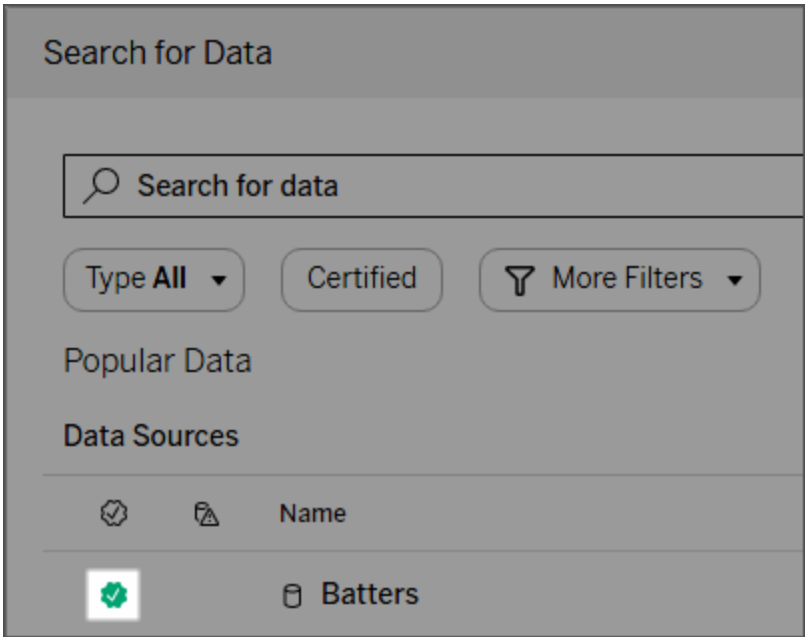 Search for Data
Search for data
Type All Certified More Filters
Popular Data
Data Sources
Name
Batters